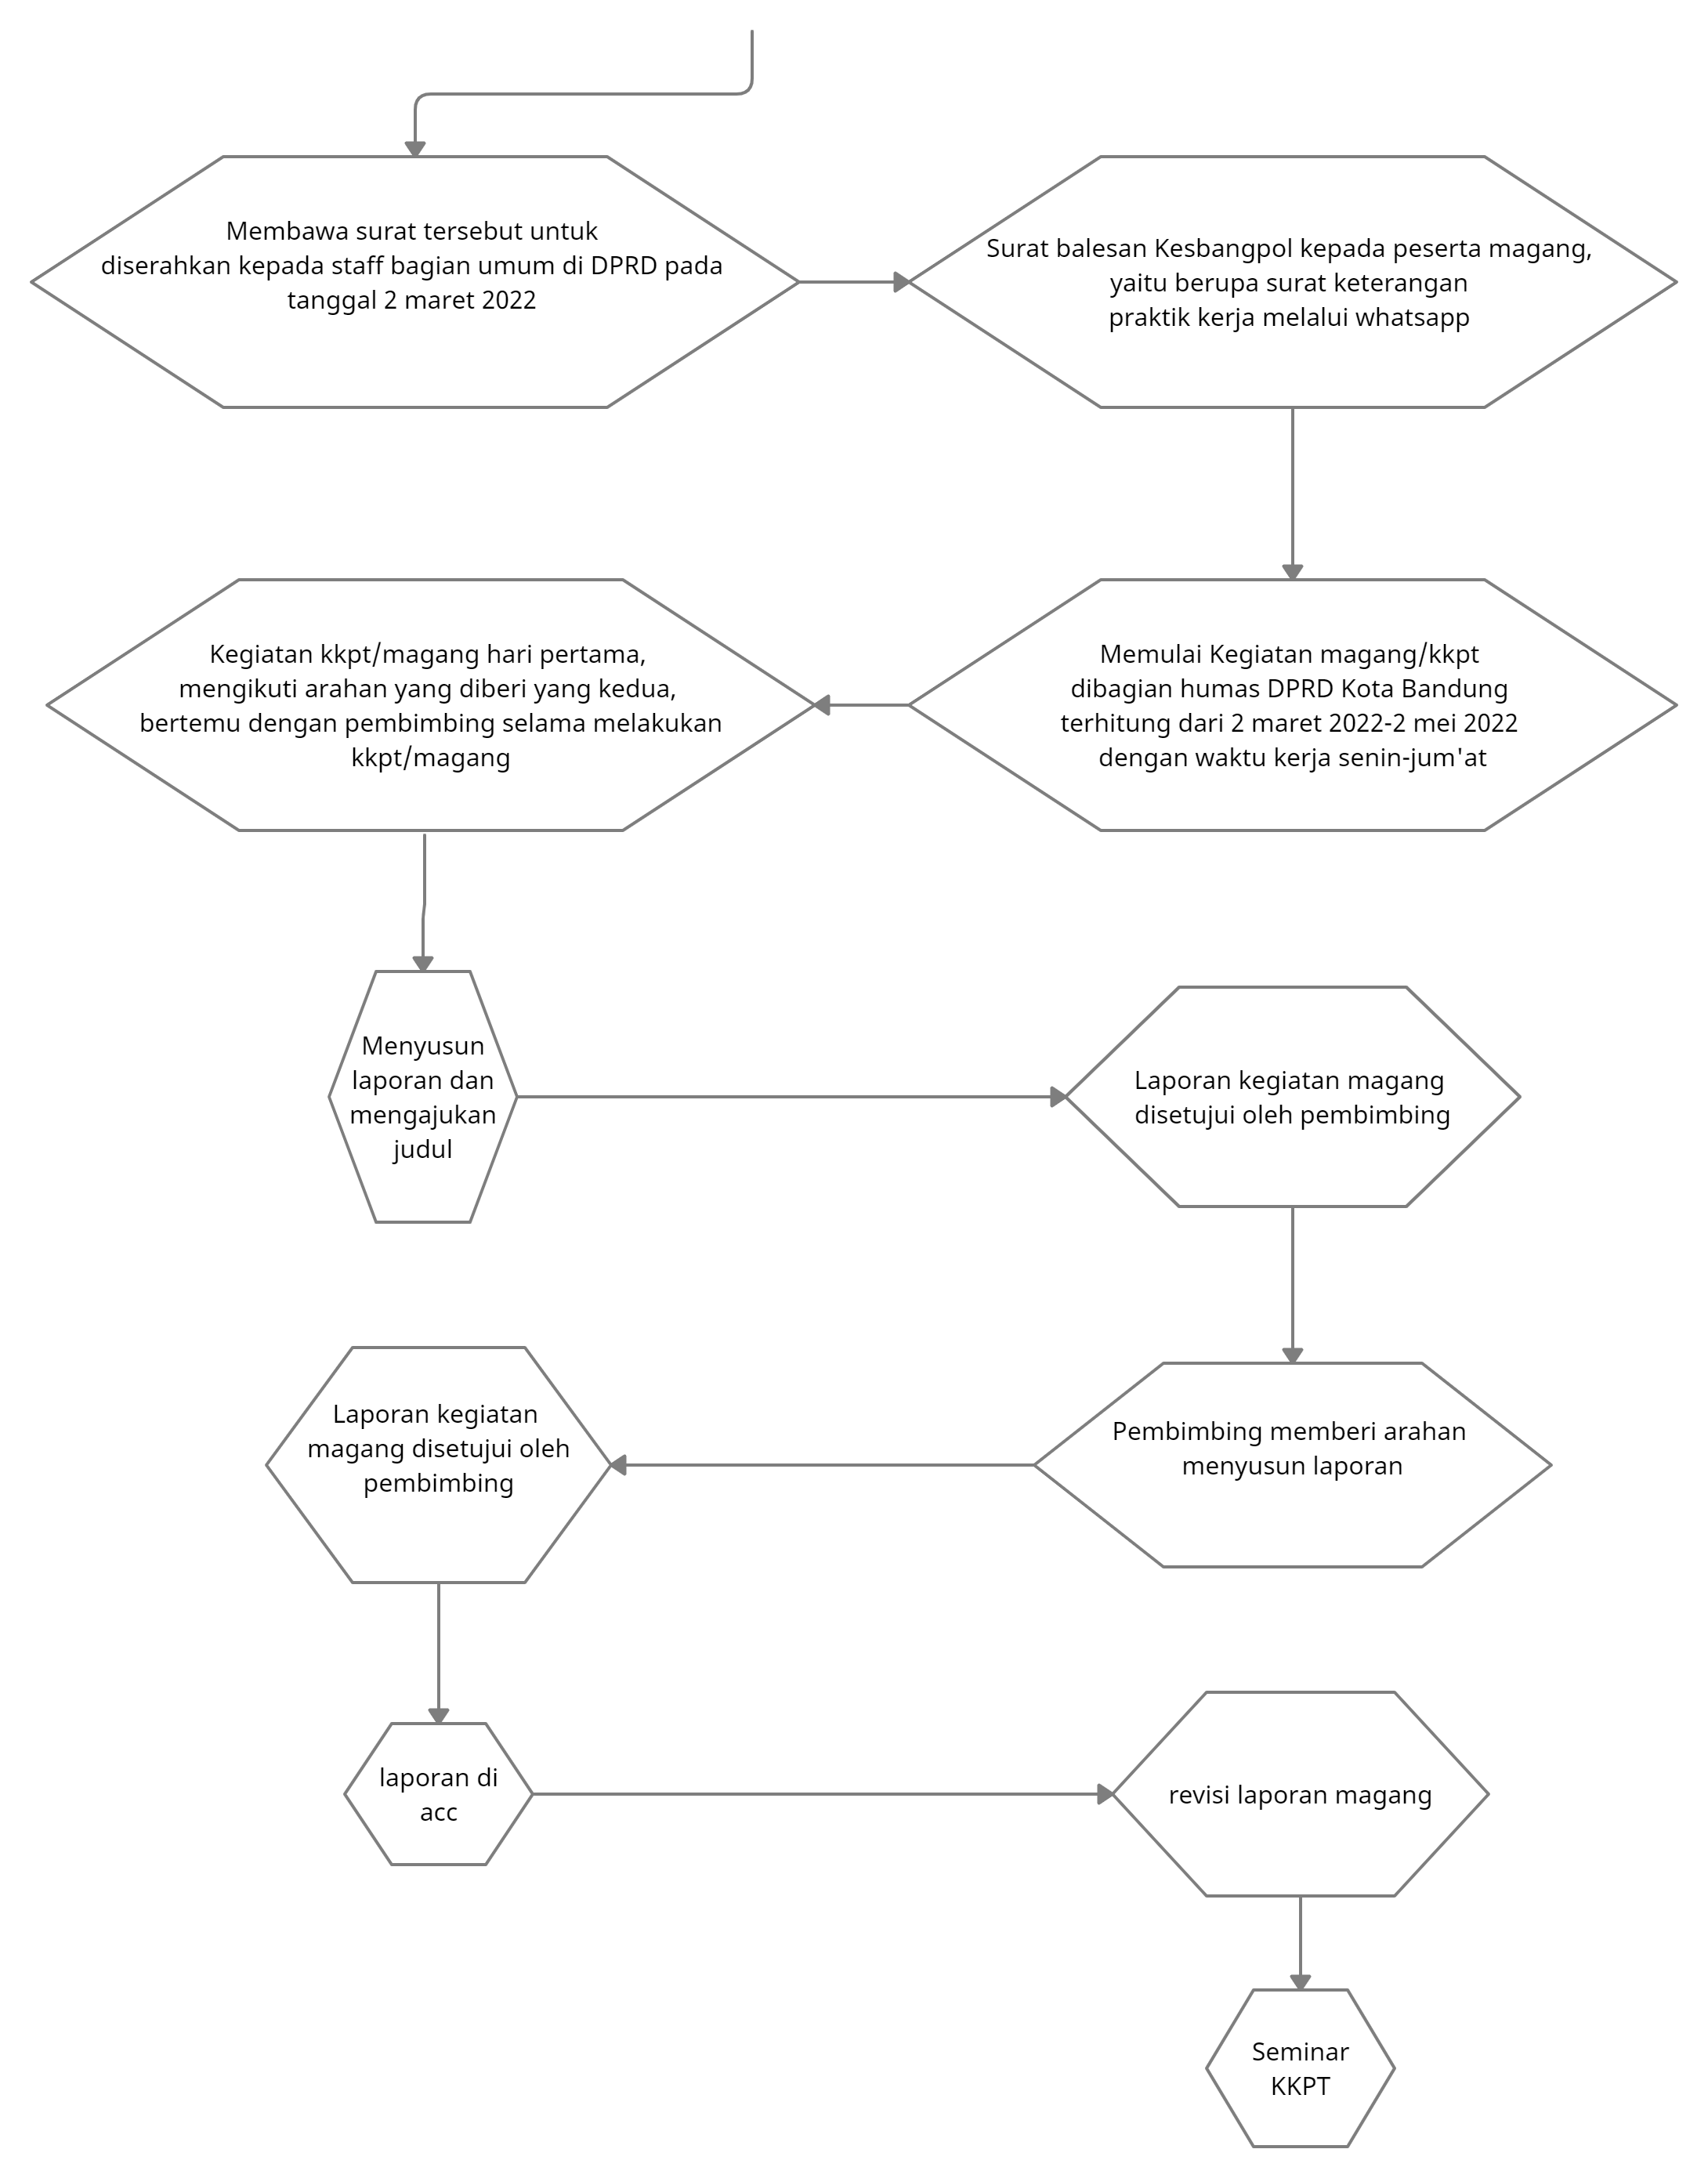 Membawa surat tersebut untuk
diserahkan kepada staff bagian umum di DPRD pada
tanggal 2 maret 2022
Surat balesan Kesbangpol kepada peserta magang,
yaitu berupa surat keterangan
praktik kerja melalui whatsapp
Memulai Kegiatan magang/kkpt
dibagian humas DPRD Kota Bandung
terhitung dari 2 maret 2022-2 mei 2022
dengan waktu kerja senin-jum'at
Kegiatan kkpt/magang hari pertama,
mengikuti arahan yang diberi yang kedua,
bertemu dengan pembimbing selama melakukan
kkpt/magang
Menyusun
laporan dan
mengajukan
judul
Laporan kegiatan magang
disetujui oleh pembimbing
Pembimbing memberi arahan
menyusun laporan
Laporan kegiatan
magang disetujui oleh
pembimbing
laporan di
acc
revisi laporan magang
Seminar
KKPT